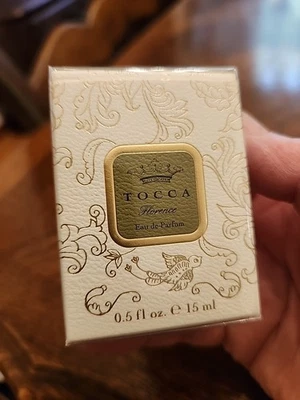 TOCCA
Florence
Eau de Parfum
0.5 fl oz. ℮ 15 ml